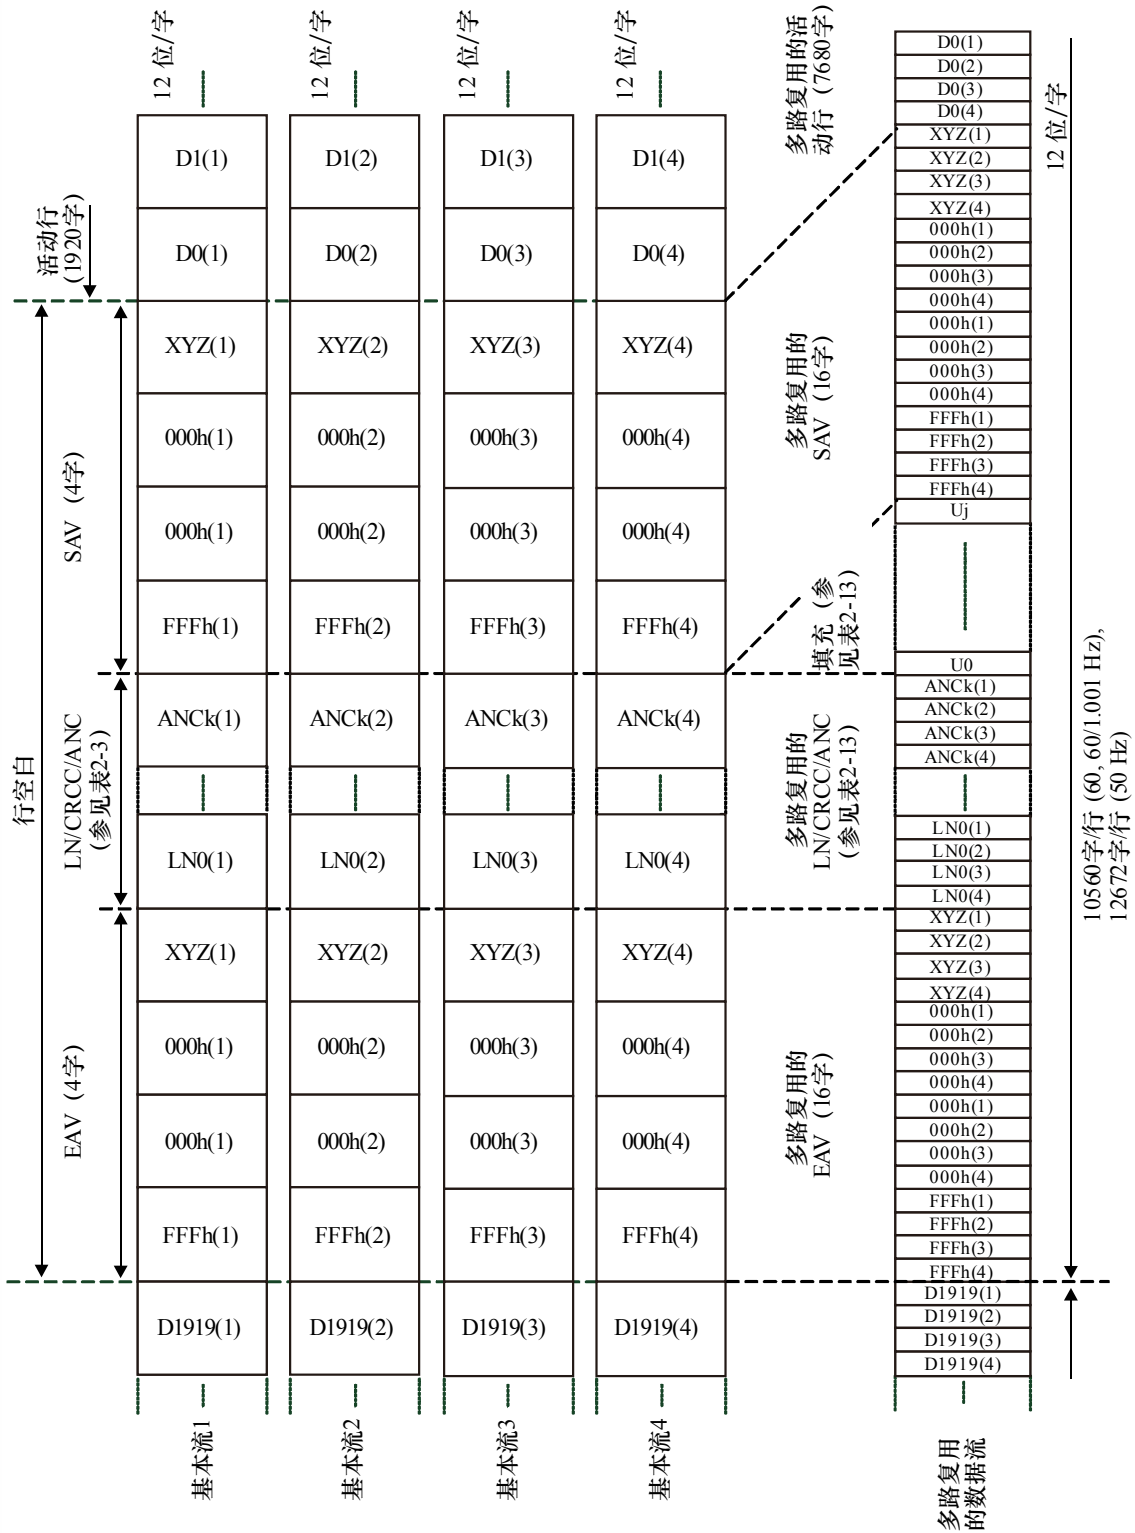 行空白
活动行
(1920字)
SAV (4字)
LN/CRCC/ANC
(参见表2-3)
EAV (4字)
12 位/字
D1(1)
D0(1)
XYZ(1)
000h(1)
000h(1)
FFFh(1)
ANCk(1)
LN0(1)
XYZ(1)
000h(1)
000h(1)
FFFh(1)
D1919(1)
基本流1
12 位/字
D1(2)
D0(2)
XYZ(2)
000h(2)
000h(2)
FFFh(2)
ANCk(2)
LN0(2)
XYZ(2)
000h(2)
000h(2)
FFFh(2)
D1919(2)
基本流2
12 位/字
D1(3)
D0(3)
XYZ(3)
000h(3)
000h(3)
FFFh(3)
ANCk(3)
LN0(3)
XYZ(3)
000h(3)
000h(3)
FFFh(3)
D1919(3)
基本流3
12 位/字
D1(4)
D0(4)
XYZ(4)
000h(4)
000h(4)
FFFh(4)
ANCk(4)
LN0(4)
XYZ(4)
000h(4)
000h(4)
FFFh(4)
D1919(4)
基本流4
多路复用的活
动行 (7680字)
多路复用的
SAV (16字)
填充 (参
见表2-13)
多路复用的
LN/CRCC/ANC
(参见表2-13)
多路复用的
EAV (16字)
D0(1)
D0(2)
D0(3)
D0(4)
XYZ(1)
XYZ(2)
XYZ(3)
XYZ(4)
000h(1)
000h(2)
000h(3)
000h(4)
000h(1)
000h(2)
000h(3)
000h(4)
FFFh(1)
FFFh(2)
FFFh(3)
FFFh(4)
Uj
U0
ANCk(1)
ANCk(2)
ANCk(3)
ANCk(4)
LN0(1)
LN0(2)
LN0(3)
LN0(4)
XYZ(1)
XYZ(2)
XYZ(3)
XYZ(4)
000h(1)
000h(2)
000h(3)
000h(4)
000h(1)
000h(2)
000h(3)
000h(4)
FFFh(1)
FFFh(2)
FFFh(3)
FFFh(4)
D1919(1)
D1919(2)
D1919(3)
D1919(4)
多路复用
的数据流
12 位/字
10560字/行 (60, 60/1.001 Hz),
12672字/行 (50 Hz)